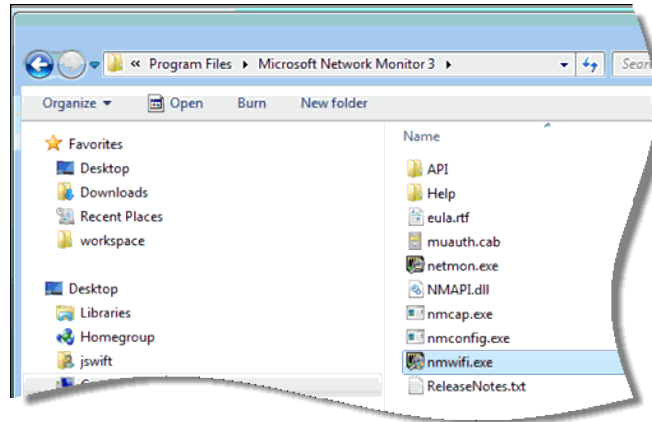 « Program Files ▸ Microsoft Network Monitor 3 ▸
Organize Open Burn New folder
Favorites
Desktop
Downloads
Recent Places
workspace
Desktop
Libraries
Homegroup
jswift
Name
API
Help
eula.rtf
muauth.cab
netmon.exe
NMAPI.dll
nmcap.exe
nmconfig.exe
nmwifi.exe
ReleaseNotes.txt